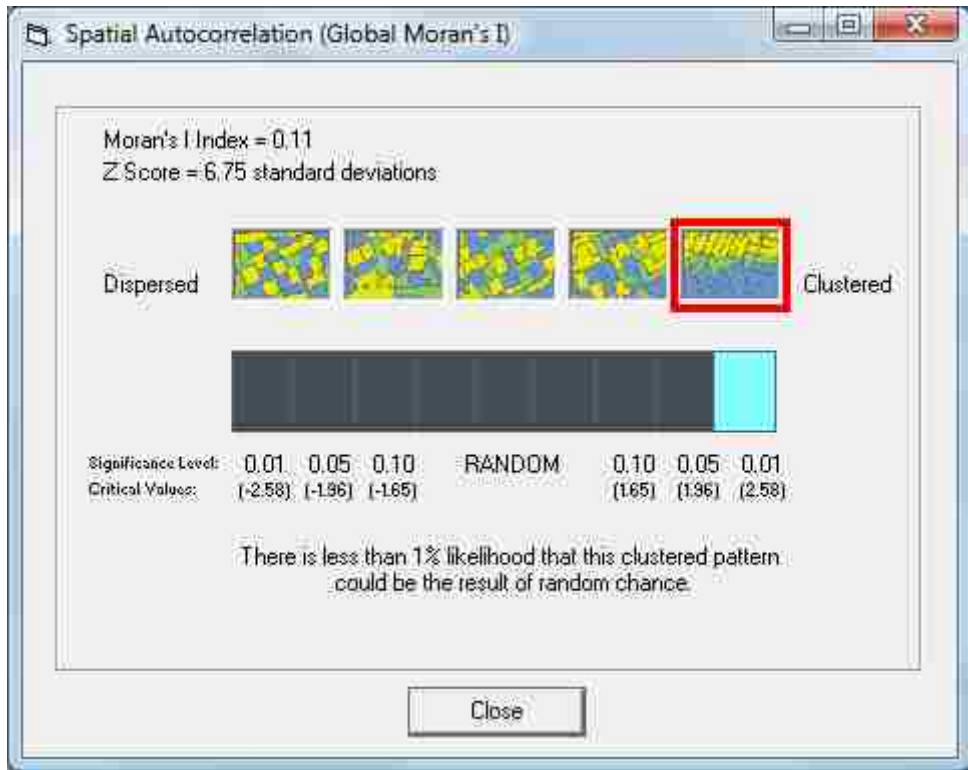 Spatial Autocorrelation (Global Moran's I)
Moran's I Index = 0.11
Z Score = 6.75 standard deviations
Dispersed
Clustered
Significance Level: 0.01 0.05 0.10 RANDOM 0.10 0.05 0.01
Critical Values: (-2.58) (-1.96) (-1.65) (1.65) (1.96) (2.58)
There is less than 1% likelihood that this clustered pattern
could be the result of random chance.
Close